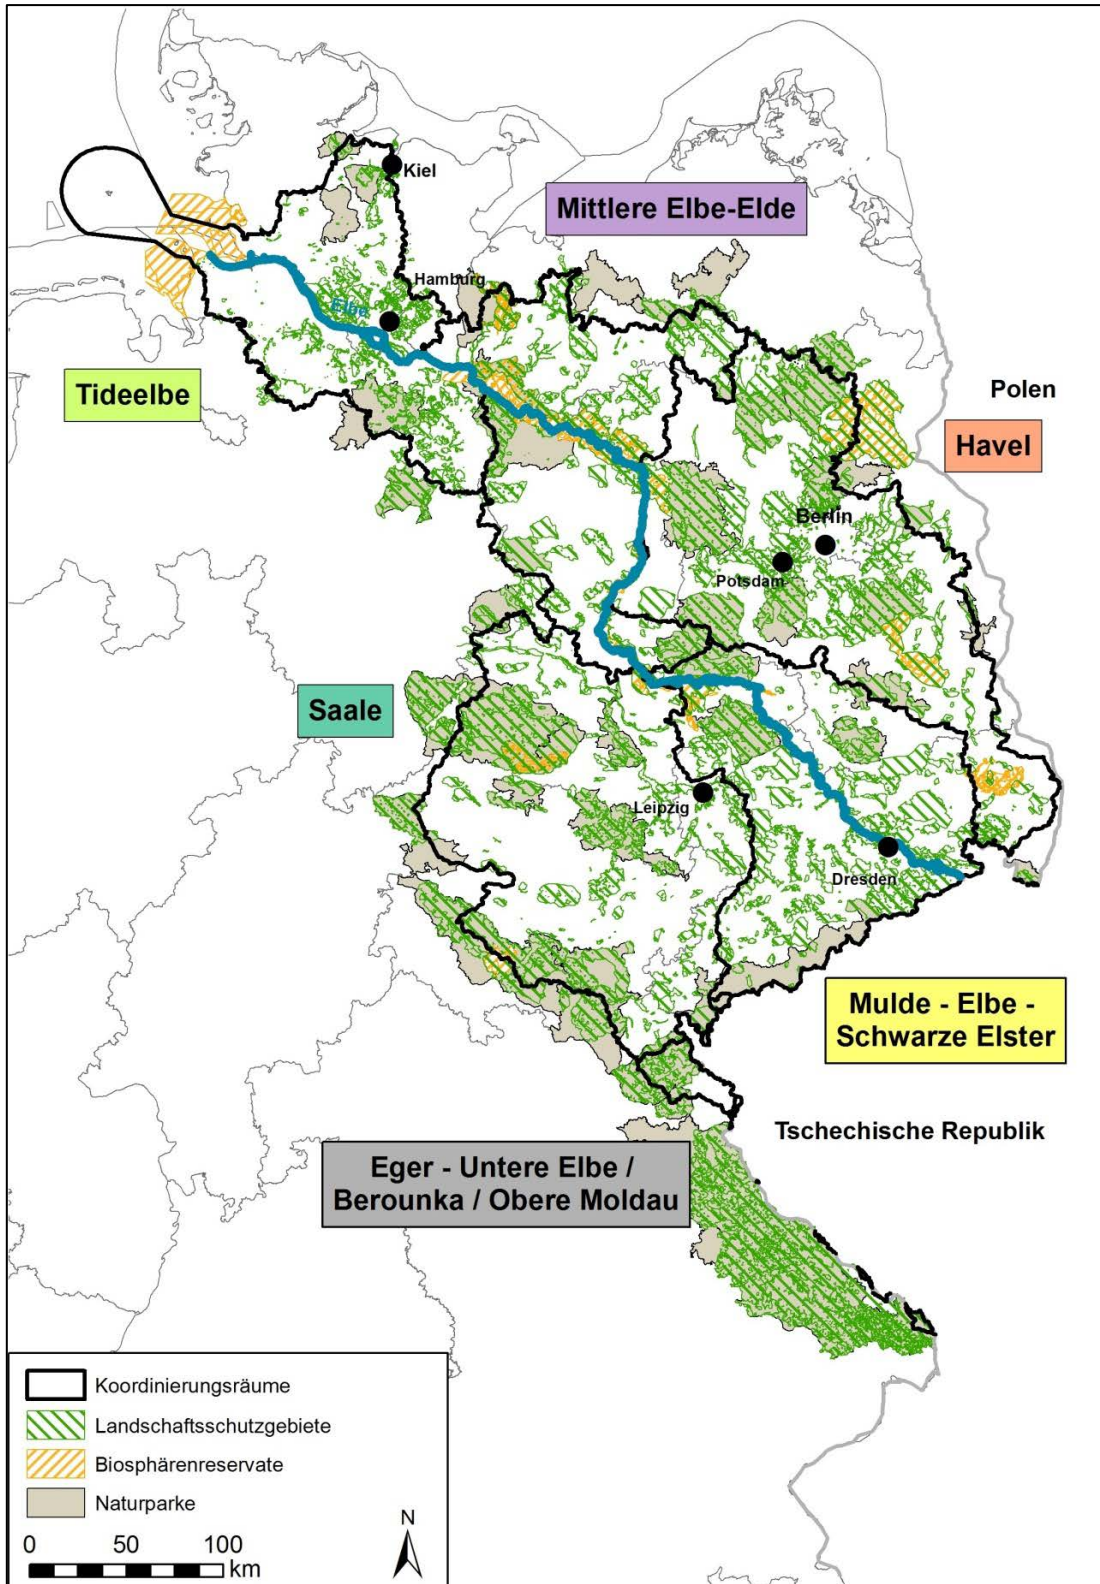 Kiel
Mittlere Elbe-Elde
Hamburg
Elbe
Tideelbe
Polen
Havel
Berlin
Potsdam
Saale
Leipzig
Dresden
Mulde - Elbe -
Schwarze Elster
Tschechische Republik
Eger - Untere Elbe /
Berounka / Obere Moldau
Koordinierungsräume
Landschaftsschutzgebiete
Biosphärenreservate
Naturparke
N
0 50 100
km